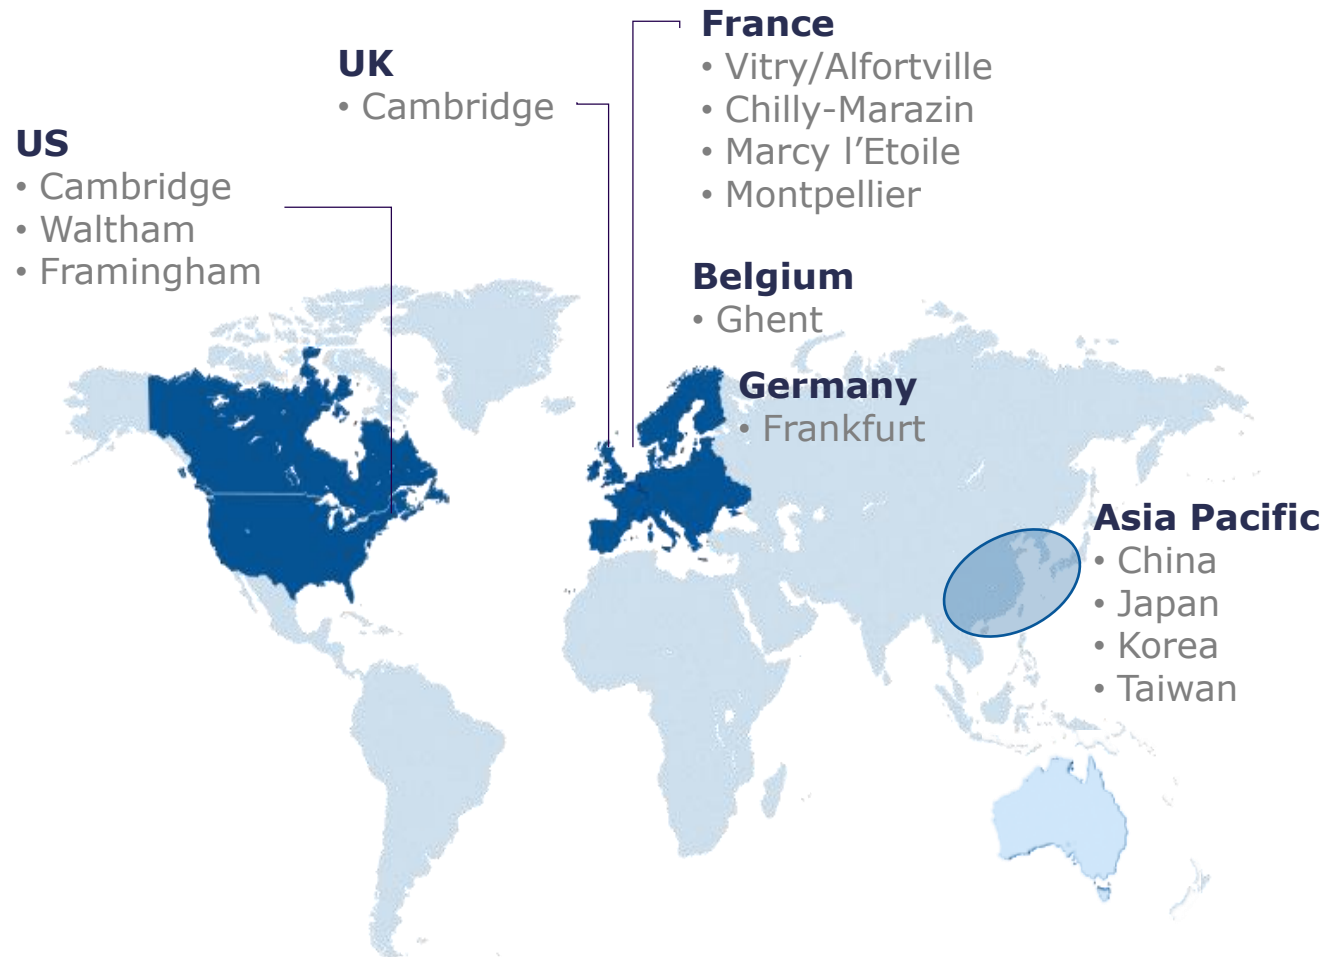 US
• Cambridge
• Waltham
• Framingham
UK
• Cambridge
France
• Vitry/Alfortville
• Chilly-Marazin
• Marcy l’Etoile
• Montpellier
Belgium
• Ghent
Germany
• Frankfurt
Asia Pacific
• China
• Japan
• Korea
• Taiwan